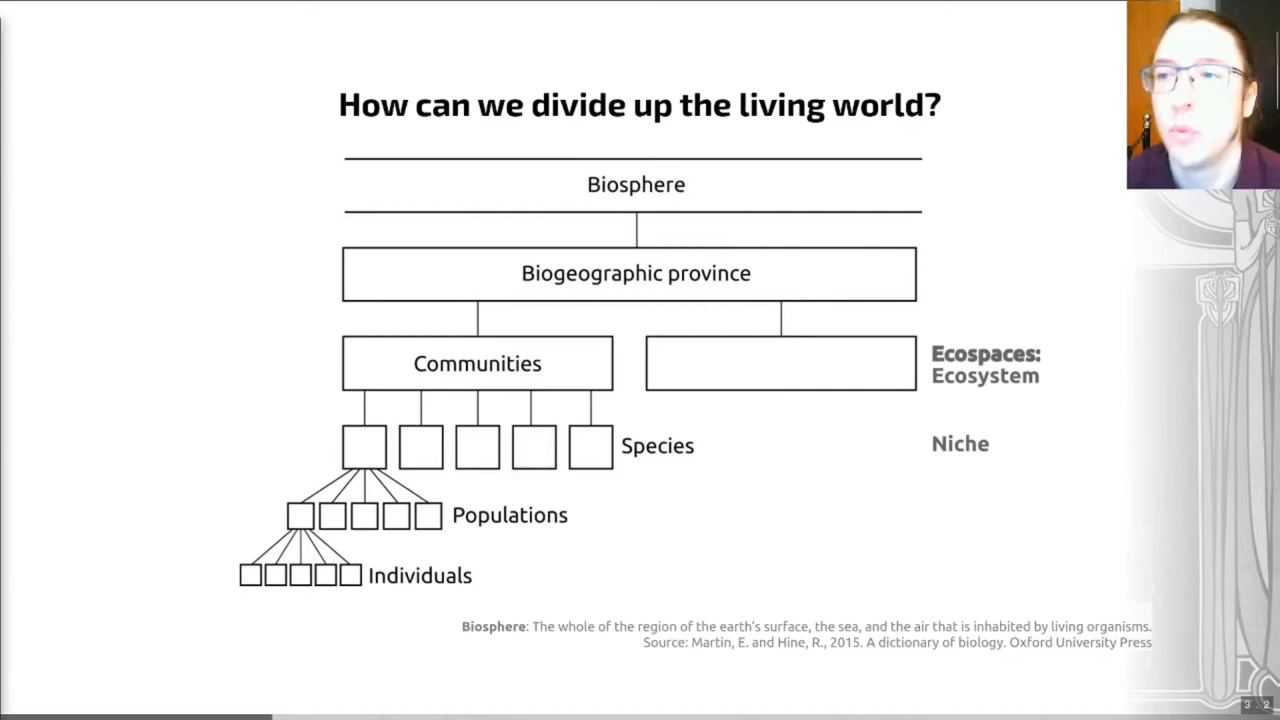 How can we divide up the living world?
Biosphere
Biogeographic province
Communities
Ecospaces:
Ecosystem
Species
Niche
Populations
Individuals
Biosphere: The whole of the region of the earth's surface, the sea, and the air that is inhabited by living organisms.
Source: Martin, E. and Hine, R., 2015. A dictionary of biology. Oxford University Press
3 . 2